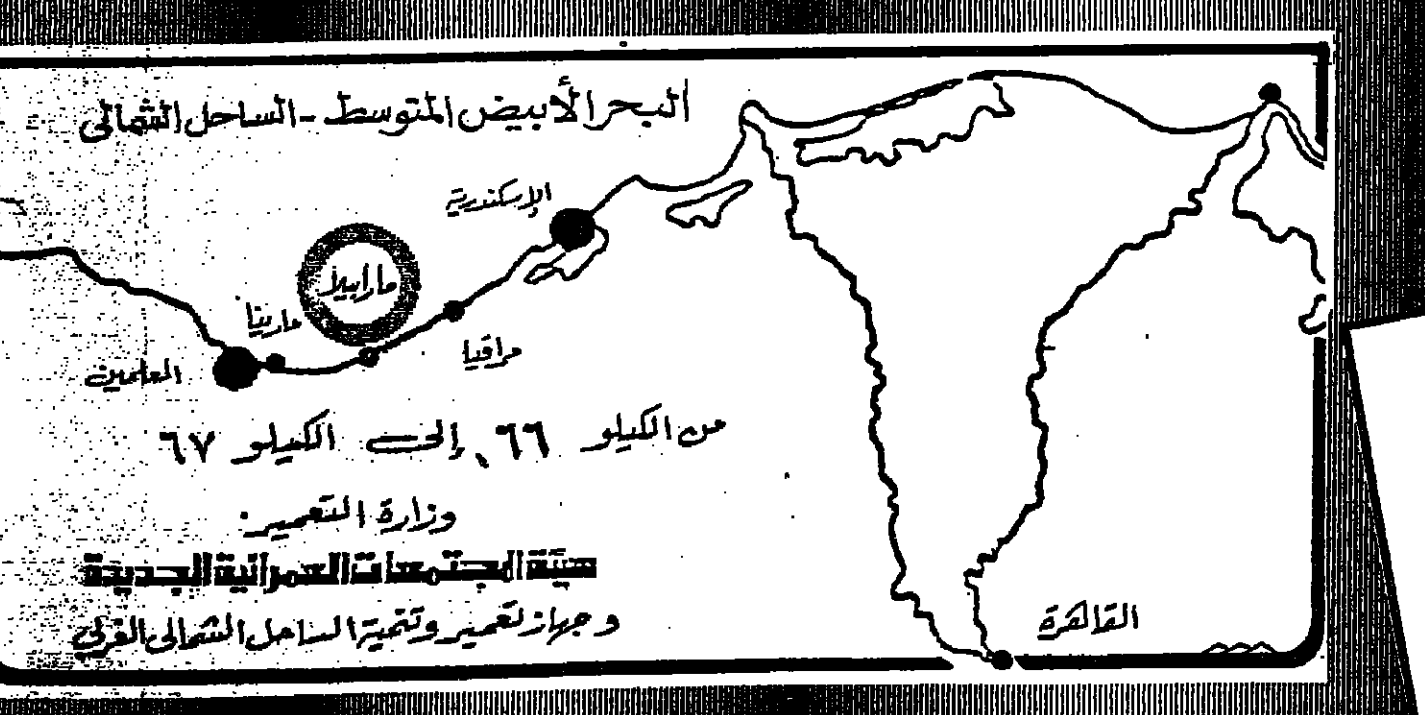 البحر الأبيض المتوسط - الساحل الشمالى
الإسكندرية
مارابيلا
مارينا
مراقيا
العلمين
من الكيلو ٦٦ إلى الكيلو ٦٧
وزارة التعمير
هيئة المجتمعات العمرانية الجديدة
وجهاز تعمير وتنمية الساحل الشمالى الغربى
القاهرة